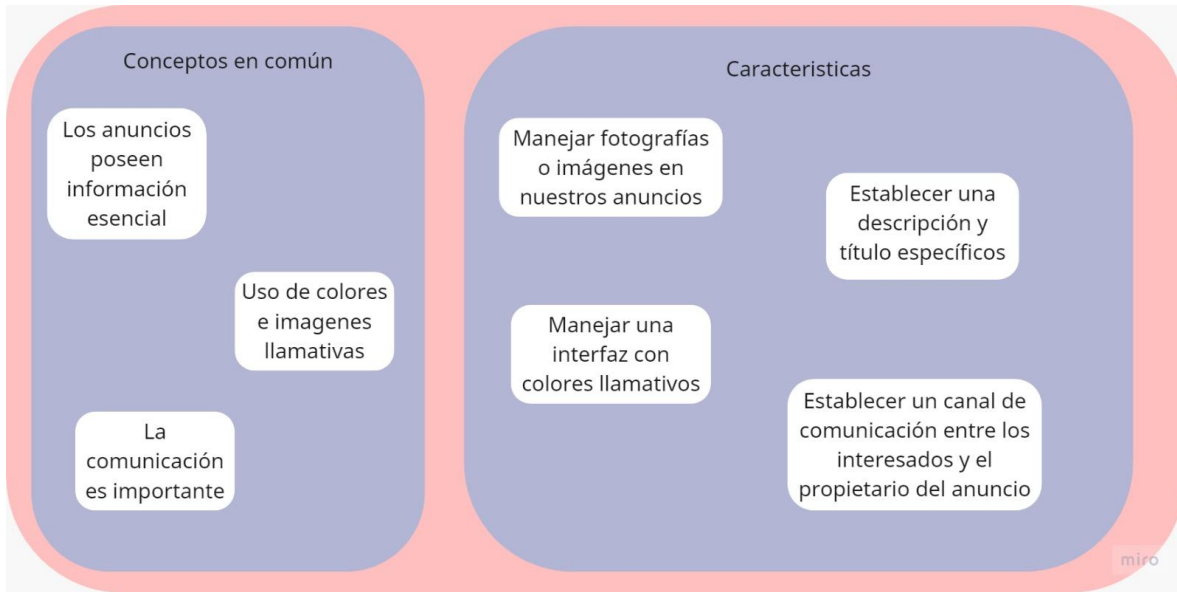 Conceptos en común
Los anuncios
poseen
información
esencial
Uso de colores
e imagenes
llamativas
La
comunicación
es importante
Caracteristicas
Manejar fotografías
o imágenes en
nuestros anuncios
Establecer una
descripción y
título específicos
Manejar una
interfaz con
colores llamativos
Establecer un canal de
comunicación entre los
interesados y el
propietario del anuncio
miro